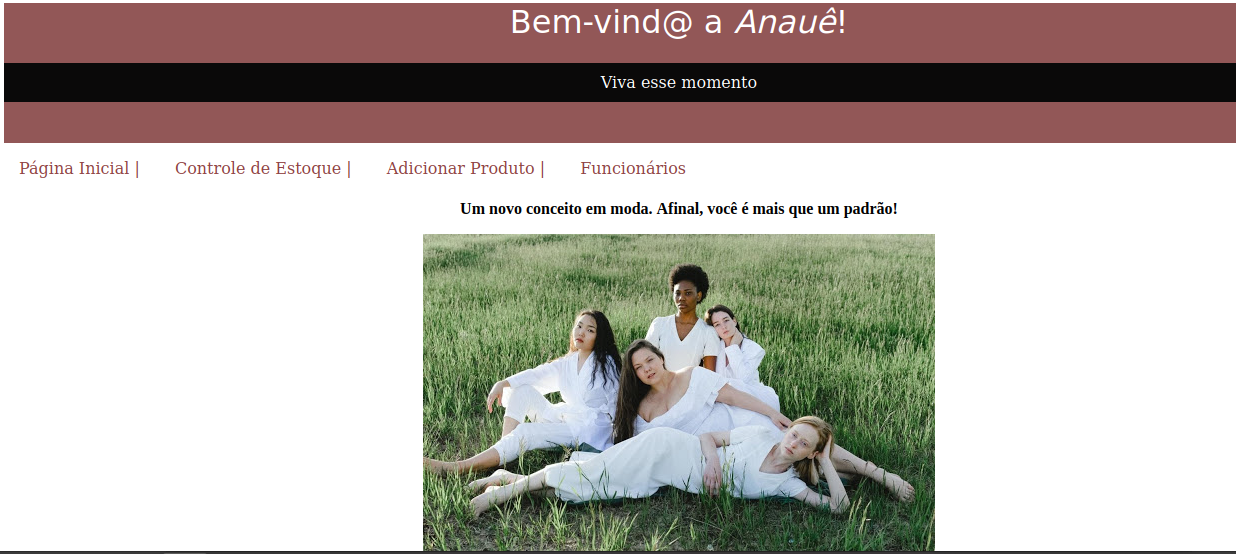 Bem-vind@ a Anauê!
Viva esse momento
Página Inicial | Controle de Estoque | Adicionar Produto | Funcionários
Um novo conceito em moda. Afinal, você é mais que um padrão!